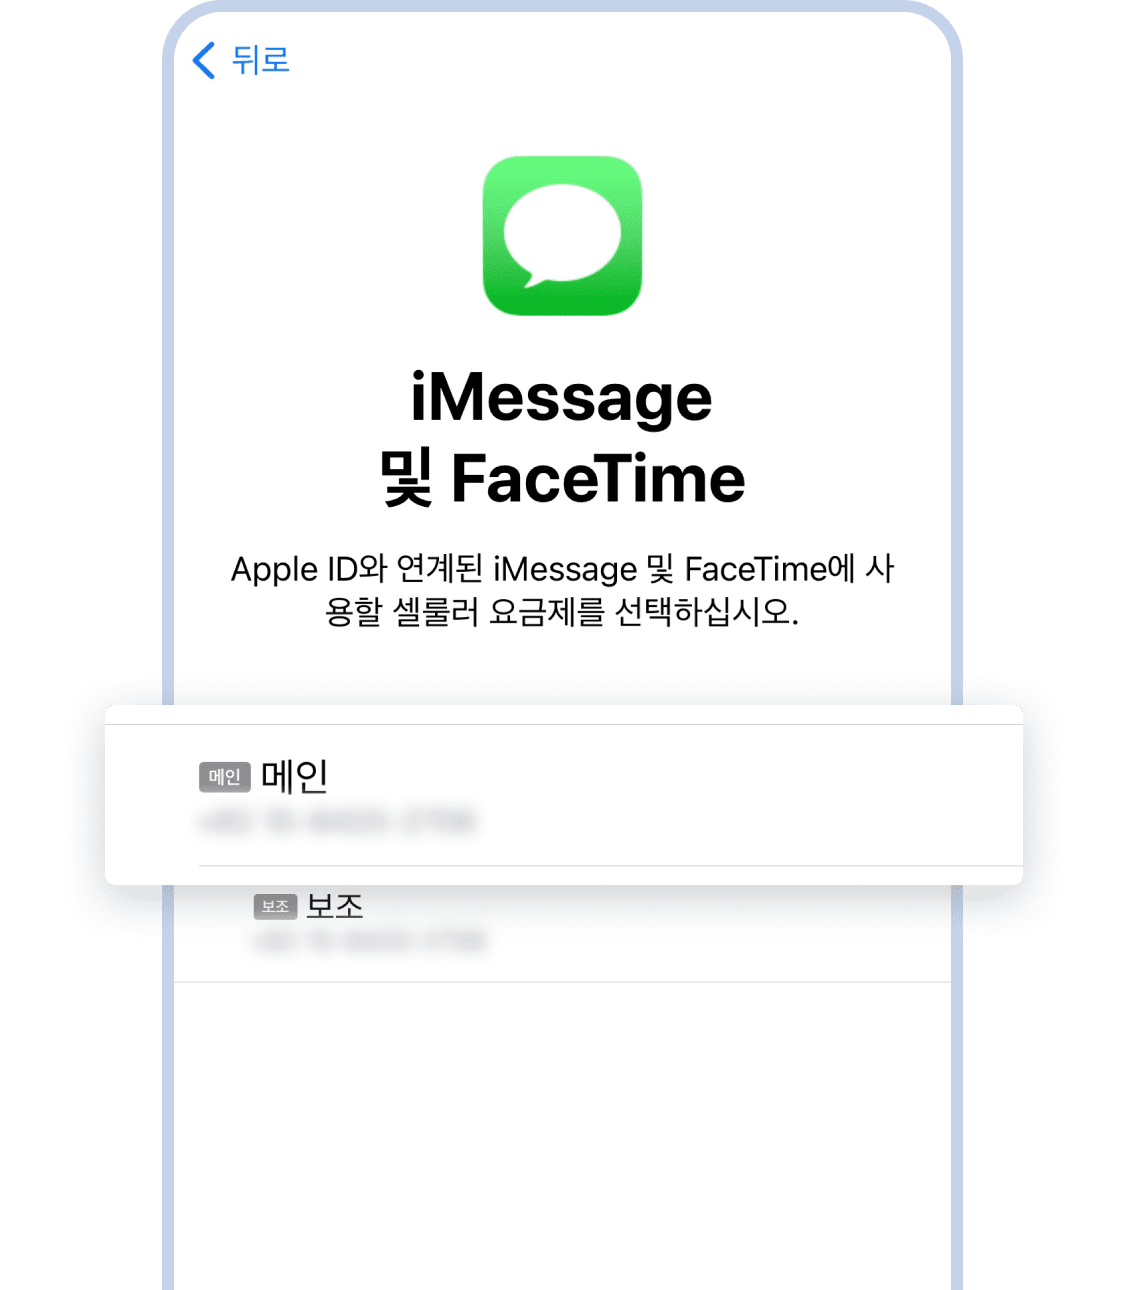 뒤로
iMessage
및 FaceTime
Apple ID와 연계된 iMessage 및 FaceTime에 사
용할 셀룰러 요금제를 선택하십시오.
메인 메인
보조 보조